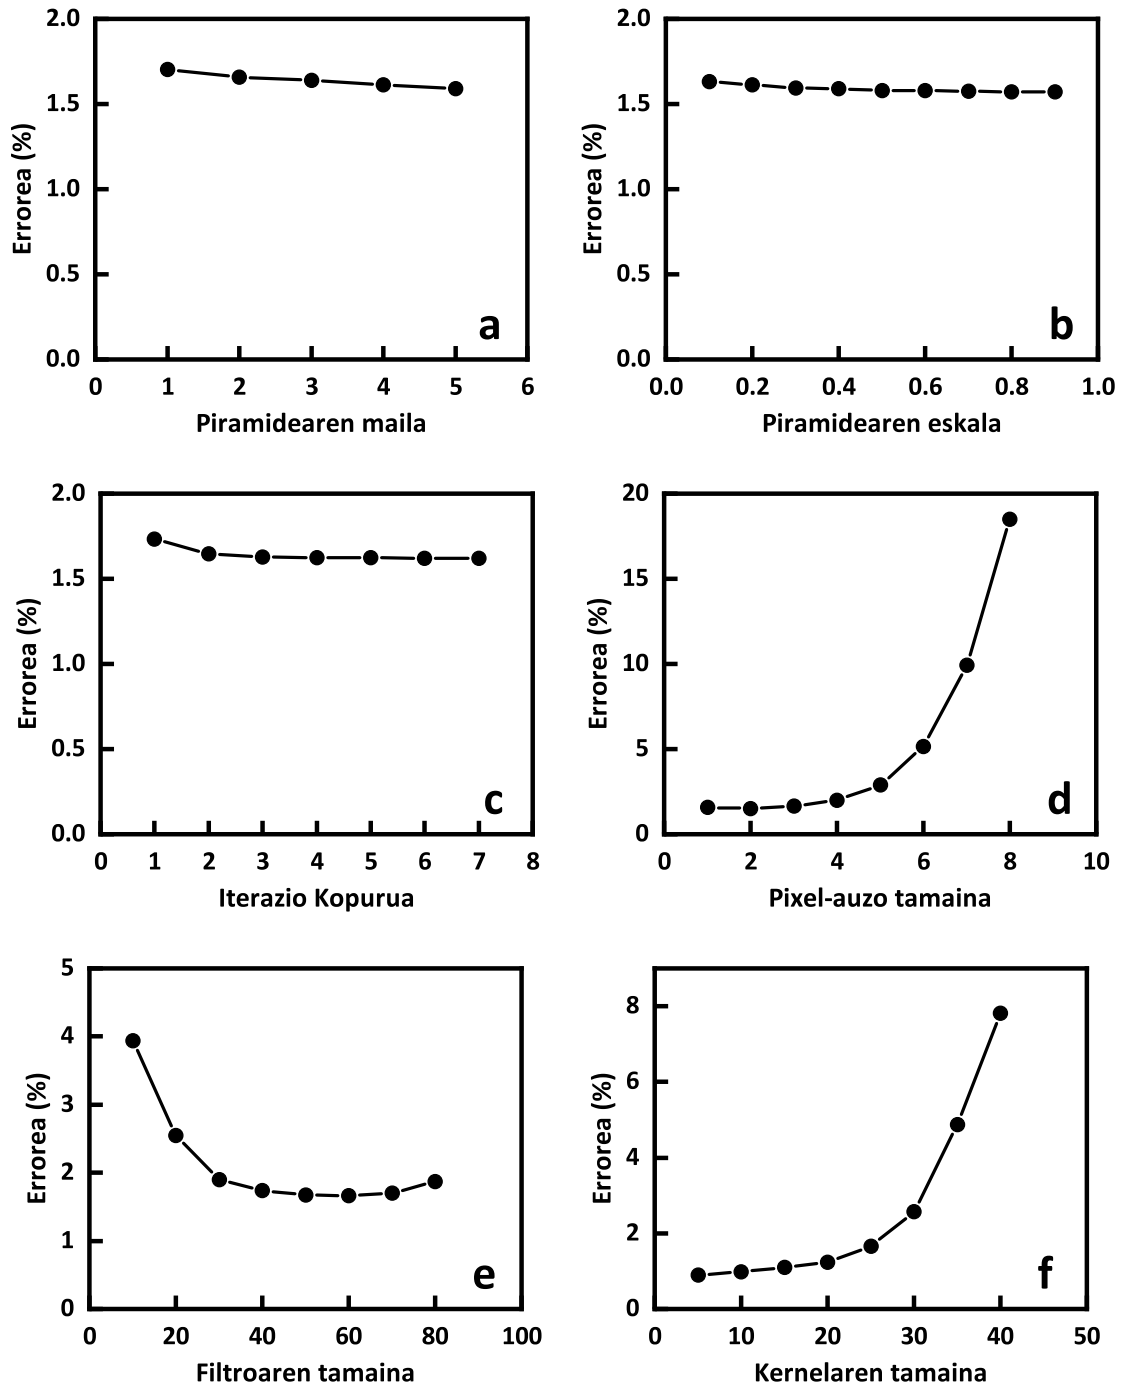 2.0
1.5
1.0
0.5
0.0
Errorea (%)
a
0 1 2 3 4 5 6
Piramidearen maila
2.0
1.5
1.0
0.5
0.0
Errorea (%)
b
0.0 0.2 0.4 0.6 0.8 1.0
Piramidearen eskala
2.0
1.5
1.0
0.5
0.0
Errorea (%)
c
0 1 2 3 4 5 6 7 8
Iterazio Kopurua
20
15
10
5
0
Errorea (%)
d
0 2 4 6 8 10
Pixel-auzo tamaina
5
4
3
2
1
0
Errorea (%)
e
0 20 40 60 80 100
Filtroaren tamaina
8
6
4
2
0
Errorea (%)
f
0 10 20 30 40 50
Kernelaren tamaina